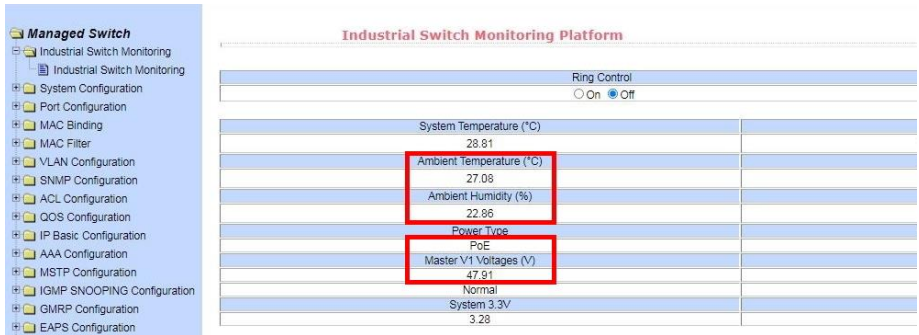 Managed Switch
Industrial Switch Monitoring
Industrial Switch Monitoring
System Configuration
Port Configuration
MAC Binding
MAC Filter
VLAN Configuration
SNMP Configuration
ACL Configuration
QOS Configuration
IP Basic Configuration
AAA Configuration
MSTP Configuration
IGMP SNOOPING Configuration
GMRP Configuration
EAPS Configuration
Industrial Switch Monitoring Platform
Ring Control
On Off
System Temperature (°C)
28.81
Ambient Temperature (°C)
27.08
Ambient Humidity (%)
22.86
Power Type
PoE
Master V1 Voltages (V)
47.91
Normal
System 3.3V
3.28